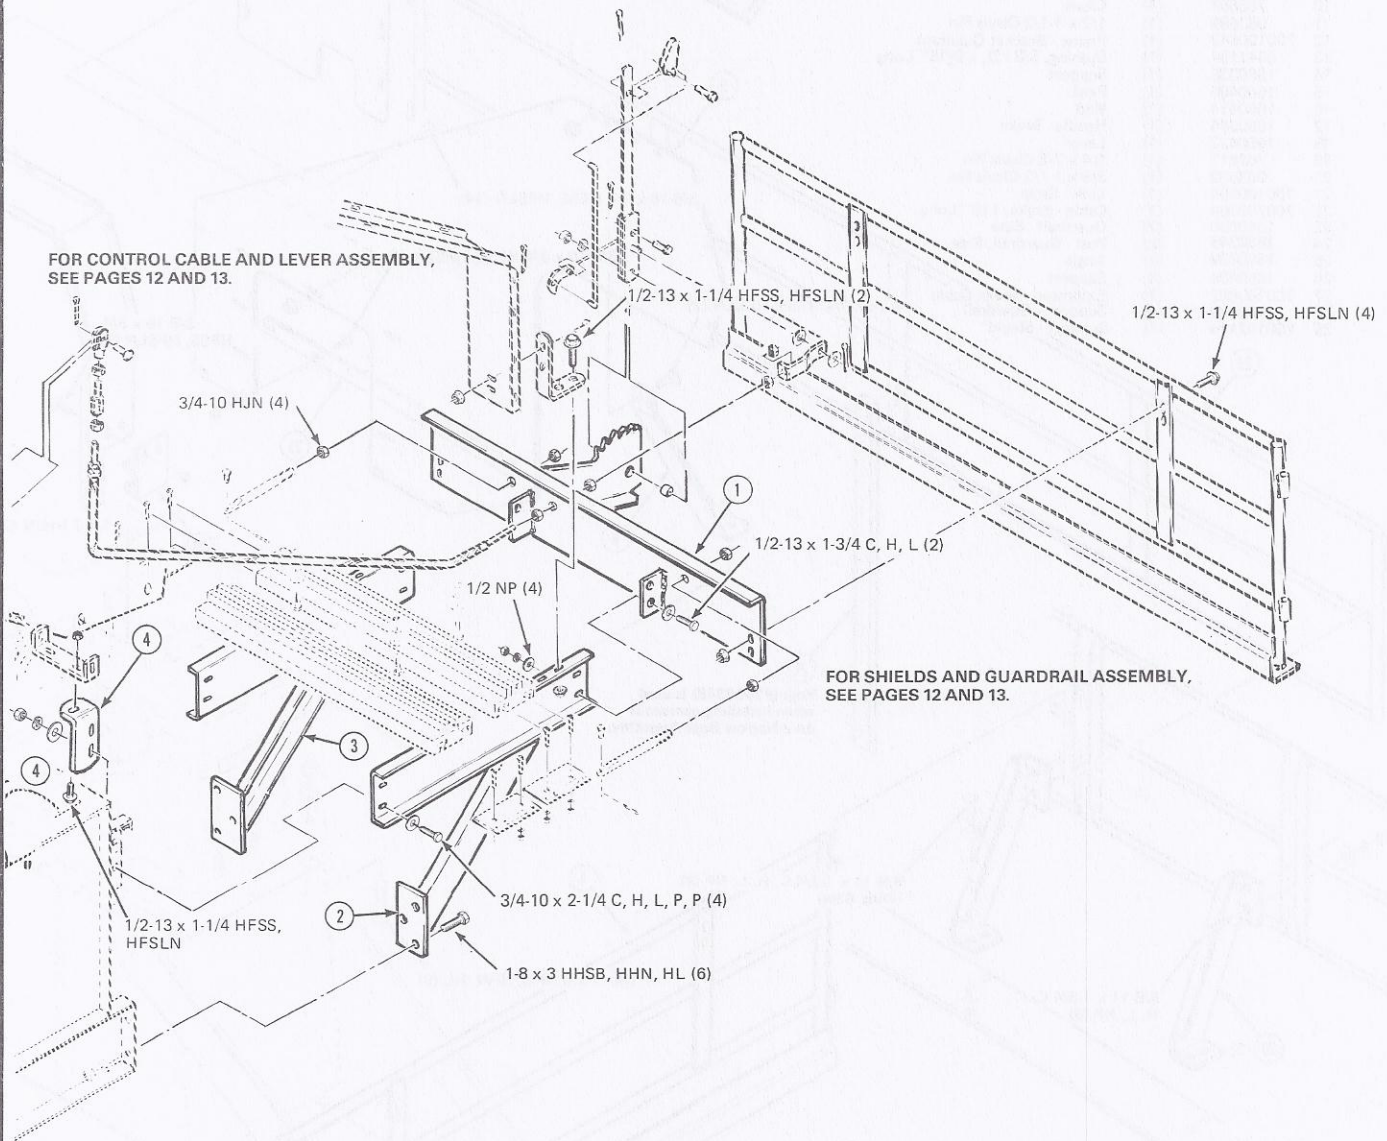 FOR CONTROL CABLE AND LEVER ASSEMBLY,
SEE PAGES 12 AND 13.
1/2-13 x 1-1/4 HFSS, HFSLN (2)
1/2-13 x 1-1/4 HFSS, HFSLN (4)
3/4-10 HJN (4)
1
1/2-13 x 1-3/4 C, H, L (2)
1/2 NP (4)
4
FOR SHIELDS AND GUARDRAIL ASSEMBLY,
SEE PAGES 12 AND 13.
3
4
3/4-10 x 2-1/4 C, H, L, P, P (4)
2
1/2-13 x 1-1/4 HFSS,
HFSLN
1-8 x 3 HHSB, HHN, HL (6)